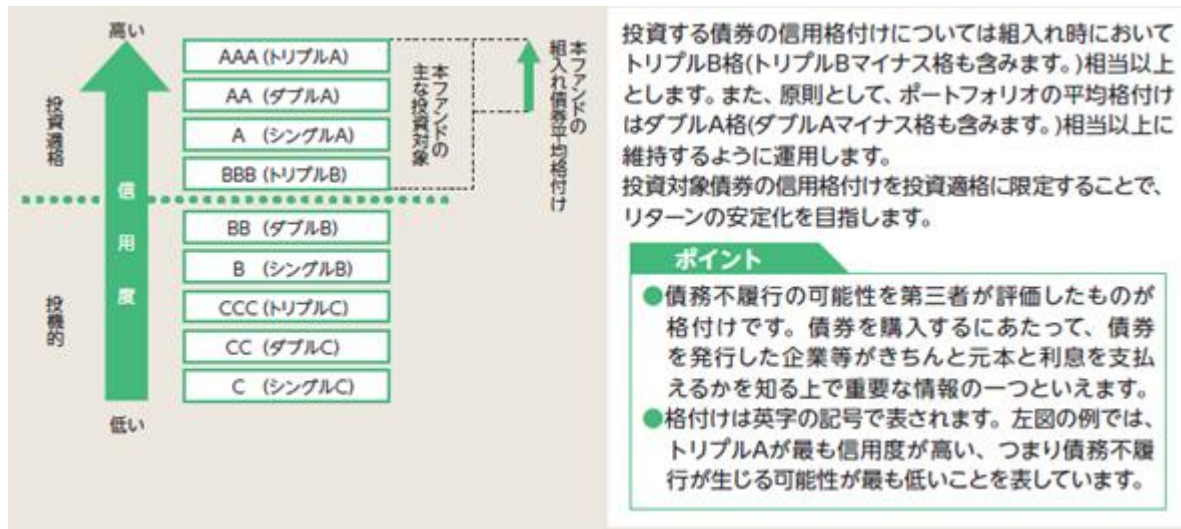 高い
投資適格
投機的
信用度
低い
AAA (トリプルA)
AA (ダブルA)
A (シングルA)
BBB (トリプルB)
BB (ダブルB)
B (シングルB)
CCC (トリプルC)
CC (ダブルC)
C (シングルC)
本ファンドの
主な投資対象
本ファンドの
組入れ債券平均格付け
投資する債券の信用格付けについては組入れ時において
トリプルB格(トリプルBマイナス格も含みます。)相当以上
とします。また、原則として、ポートフォリオの平均格付け
はダブルA格(ダブルAマイナス格も含みます。)相当以上に
維持するように運用します。
投資対象債券の信用格付けを投資適格に限定することで、
リターンの安定化を目指します。
ポイント
●債務不履行の可能性を第三者が評価したものが
格付けです。債券を購入するにあたって、債券
を発行した企業等がきちんと元本と利息を支払
えるかを知る上で重要な情報の一つといえます。
●格付けは英字の記号で表されます。左図の例では、
トリプルAが最も信用度が高い、つまり債務不履
行が生じる可能性が最も低いことを表しています。